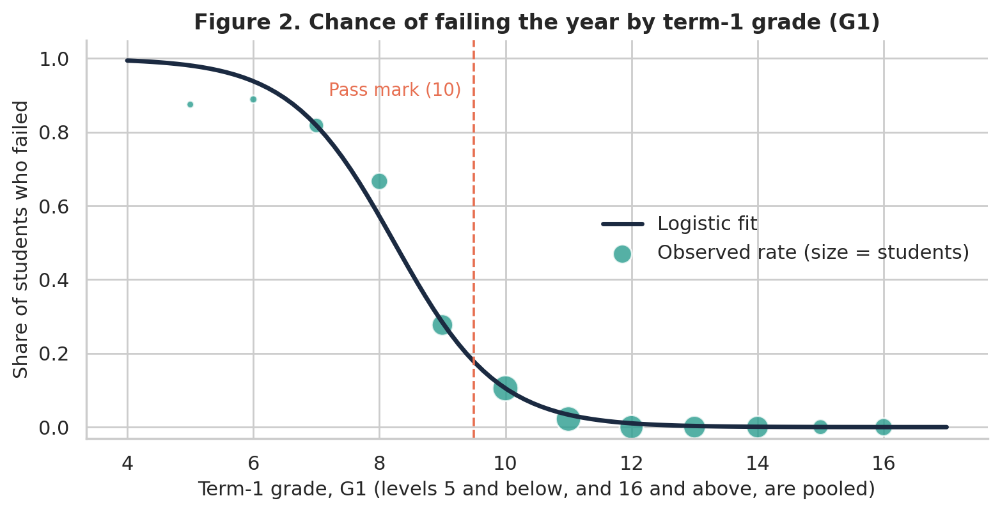 Figure 2. Chance of failing the year by term-1 grade (G1)
1.0
Pass mark (10)
0.8
0.6
Logistic fit
Observed rate (size = students)
0.4
0.2
0.0
Share of students who failed
4 6 8 10 12 14 16
Term-1 grade, G1 (levels 5 and below, and 16 and above, are pooled)